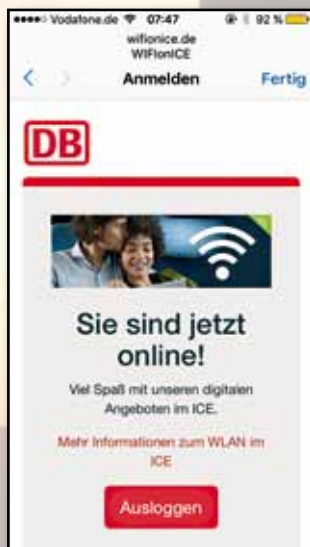 Vodafone.de 07:47 92 %
wifionice.de
WIFIonICE
Anmelden Fertig
DB
Sie sind jetzt
online!
Viel Spaß mit unseren digitalen
Angeboten im ICE.
Mehr Informationen zum WLAN im
ICE
Ausloggen